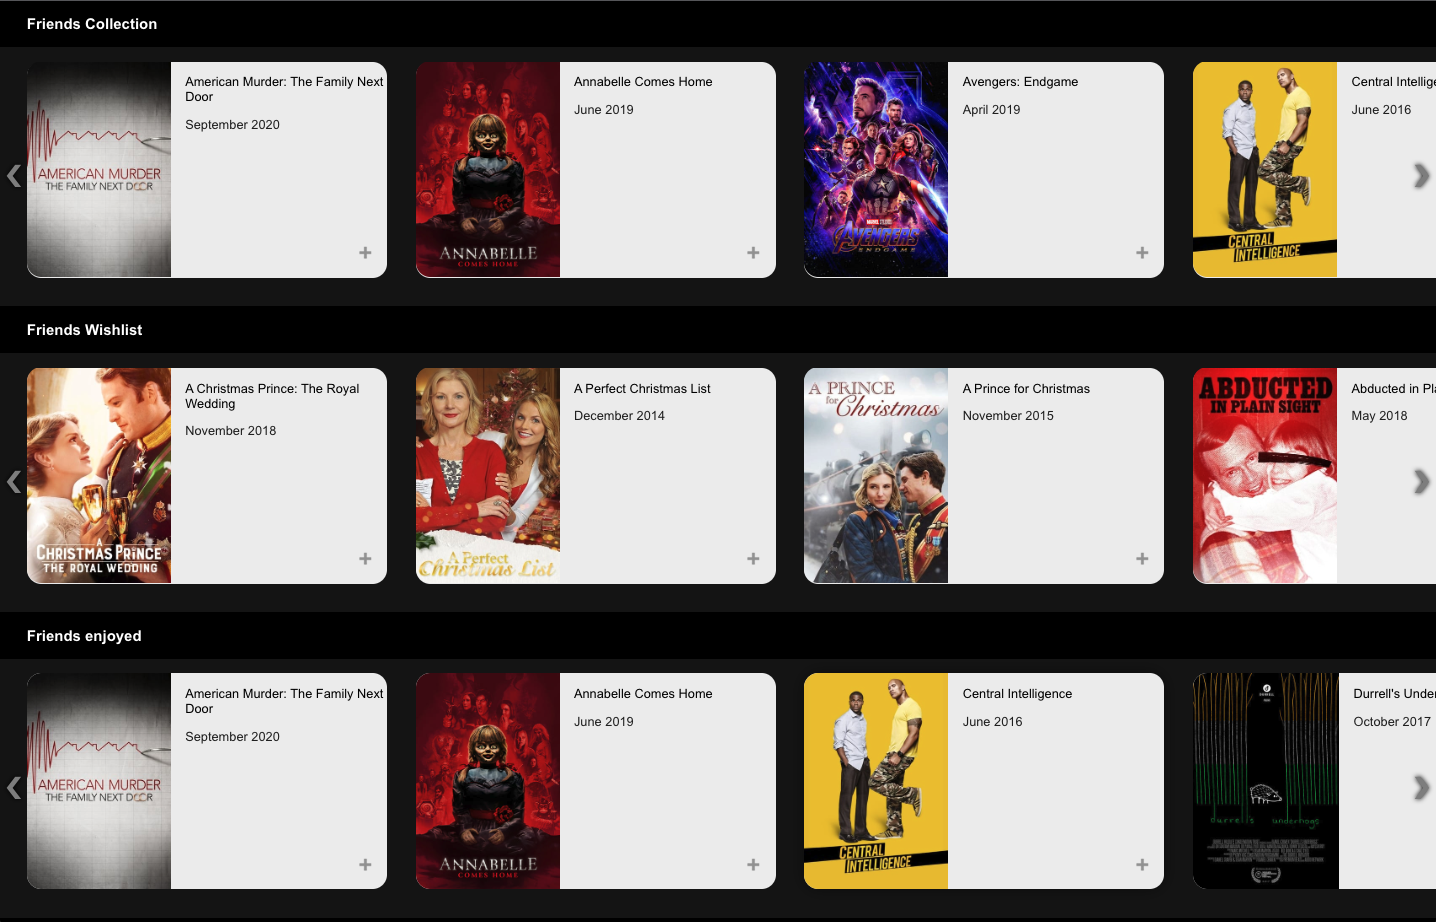 Friends Collection
American Murder: The Family Next
Door
September 2020
AMERICAN MURDER
THE FAMILY NEXT DOOR
Annabelle Comes Home
June 2019
ANNABELLE
COMES HOME
Avengers: Endgame
April 2019
MARVEL STUDIOS
AVENGERS
ENDGAME
Central Intellige
June 2016
CENTRAL
INTELLIGENCE
Friends Wishlist
A Christmas Prince: The Royal
Wedding
November 2018
A
CHRISTMAS PRINCE
THE ROYAL WEDDING
A Perfect Christmas List
December 2014
A Perfect
Christmas List
A Prince for Christmas
November 2015
A PRINCE
for Christmas
Abducted in Pla
May 2018
ABDUCTED
IN PLAIN SIGHT
Friends enjoyed
American Murder: The Family Next
Door
September 2020
AMERICAN MURDER
THE FAMILY NEXT DOOR
Annabelle Comes Home
June 2019
ANNABELLE
COMES HOME
Central Intelligence
June 2016
CENTRAL
INTELLIGENCE
Durrell's Under
October 2017
durrell's underhogs